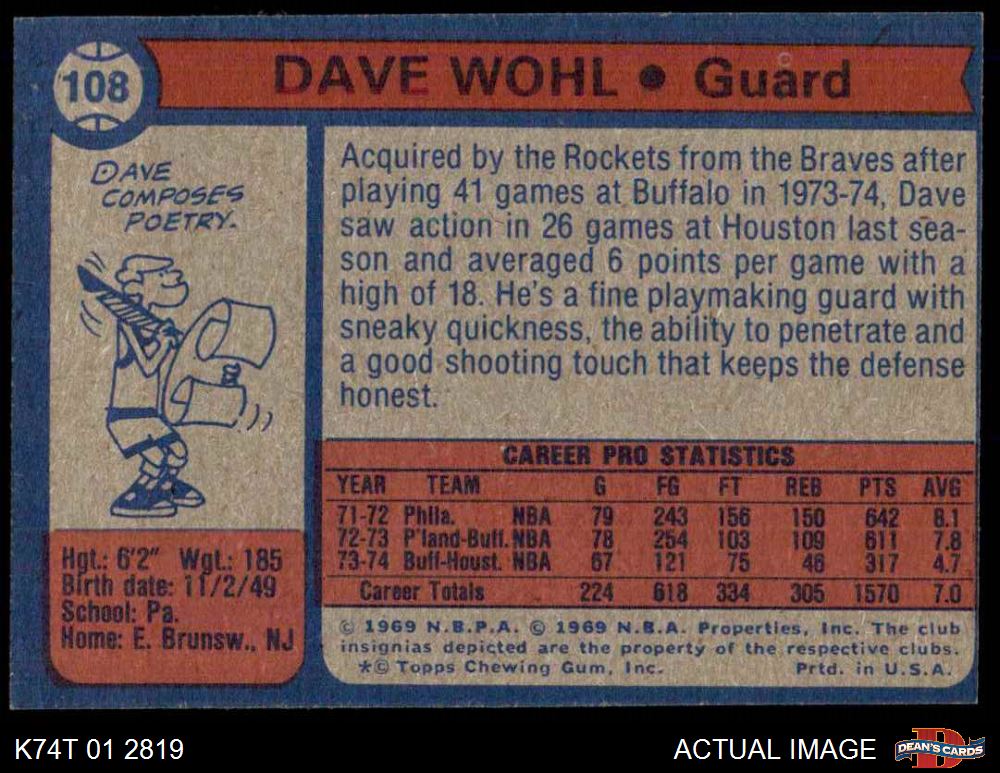 108
DAVE WOHL • Guard
DAVE
COMPOSES
POETRY.
Acquired by the Rockets from the Braves after
playing 41 games at Buffalo in 1973-74, Dave
saw action in 26 games at Houston last sea-
son and averaged 6 points per game with a
high of 18. He's a fine playmaking guard with
sneaky quickness, the ability to penetrate and
a good shooting touch that keeps the defense
honest.
Hgt.: 6'2" Wgt.: 185
Birth date: 11/2/49
School: Pa.
Home: E. Brunsw., NJ
CAREER PRO STATISTICS
YEAR TEAM G FG FT REB PTS AVG
71-72 Phila. NBA 79 243 156 150 642 8.1
72-73 P'land-Buff. NBA 78 254 103 109 611 7.8
73-74 Buff-Houst. NBA 67 121 75 46 317 4.7
Career Totals 224 618 334 305 1570 7.0
© 1969 N.B.P.A. © 1969 N.B.A. Properties, Inc. The club
insignias depicted are the property of the respective clubs.
*© Topps Chewing Gum, Inc. Prtd. in U.S.A.
K74T 01 2819
ACTUAL IMAGE
DEAN'S CARDS